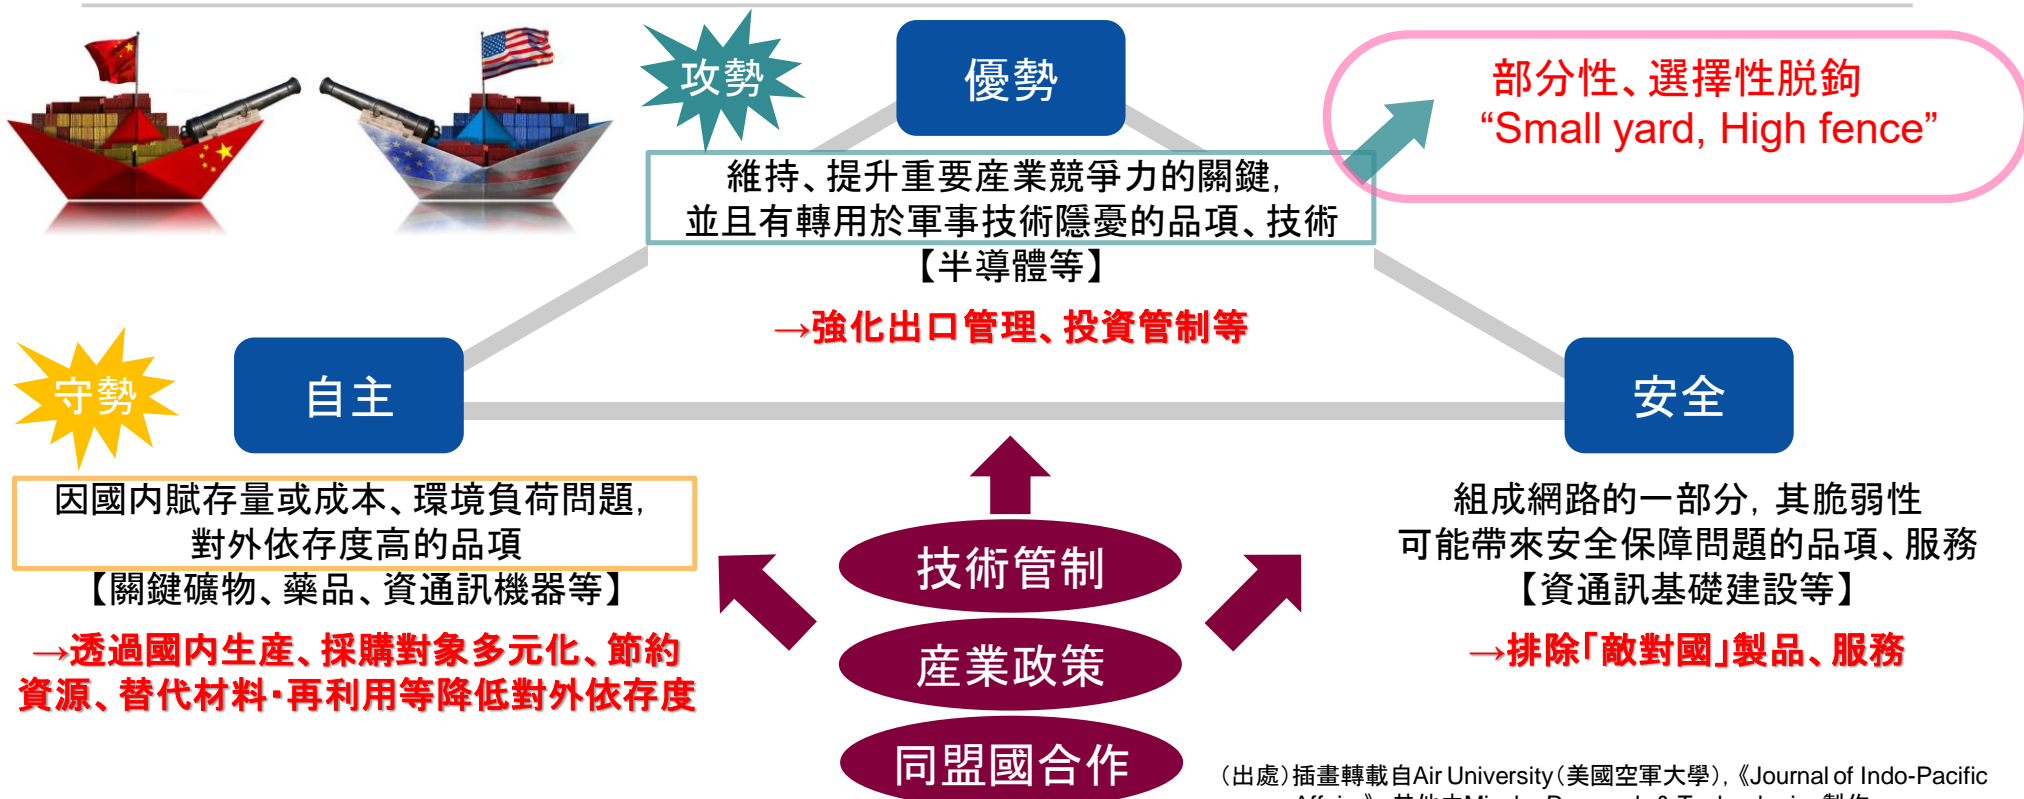 攻勢
優勢
部分性、選擇性脱鉤
“Small yard, High fence”
維持、提升重要産業競爭力的關鍵,
並且有轉用於軍事技術隱憂的品項、技術
【半導體等】
→強化出口管理、投資管制等
守勢
自主
安全
因國内賦存量或成本、環境負荷問題,
對外依存度高的品項
【關鍵礦物、藥品、資通訊機器等】
→透過國内生産、採購對象多元化、節約
資源、替代材料・再利用等降低對外依存度
組成網路的一部分, 其脆弱性
可能帶來安全保障問題的品項、服務
【資通訊基礎建設等】
→排除「敵對國」製品、服務
技術管制
産業政策
同盟國合作
（出處）插畫轉載自Air University（美國空軍大學）,《Journal of Indo-Pacific